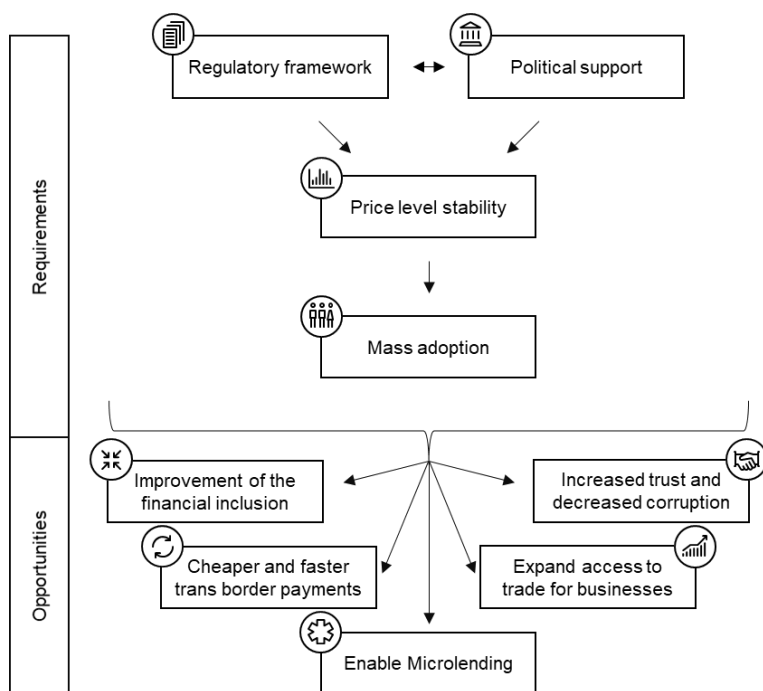 Regulatory framework
Political support
Price level stability
Requirements
Mass adoption
Improvement of the
financial inclusion
Increased trust and
decreased corruption
Opportunities
Cheaper and faster
trans border payments
Expand access to
trade for businesses
Enable Microlending